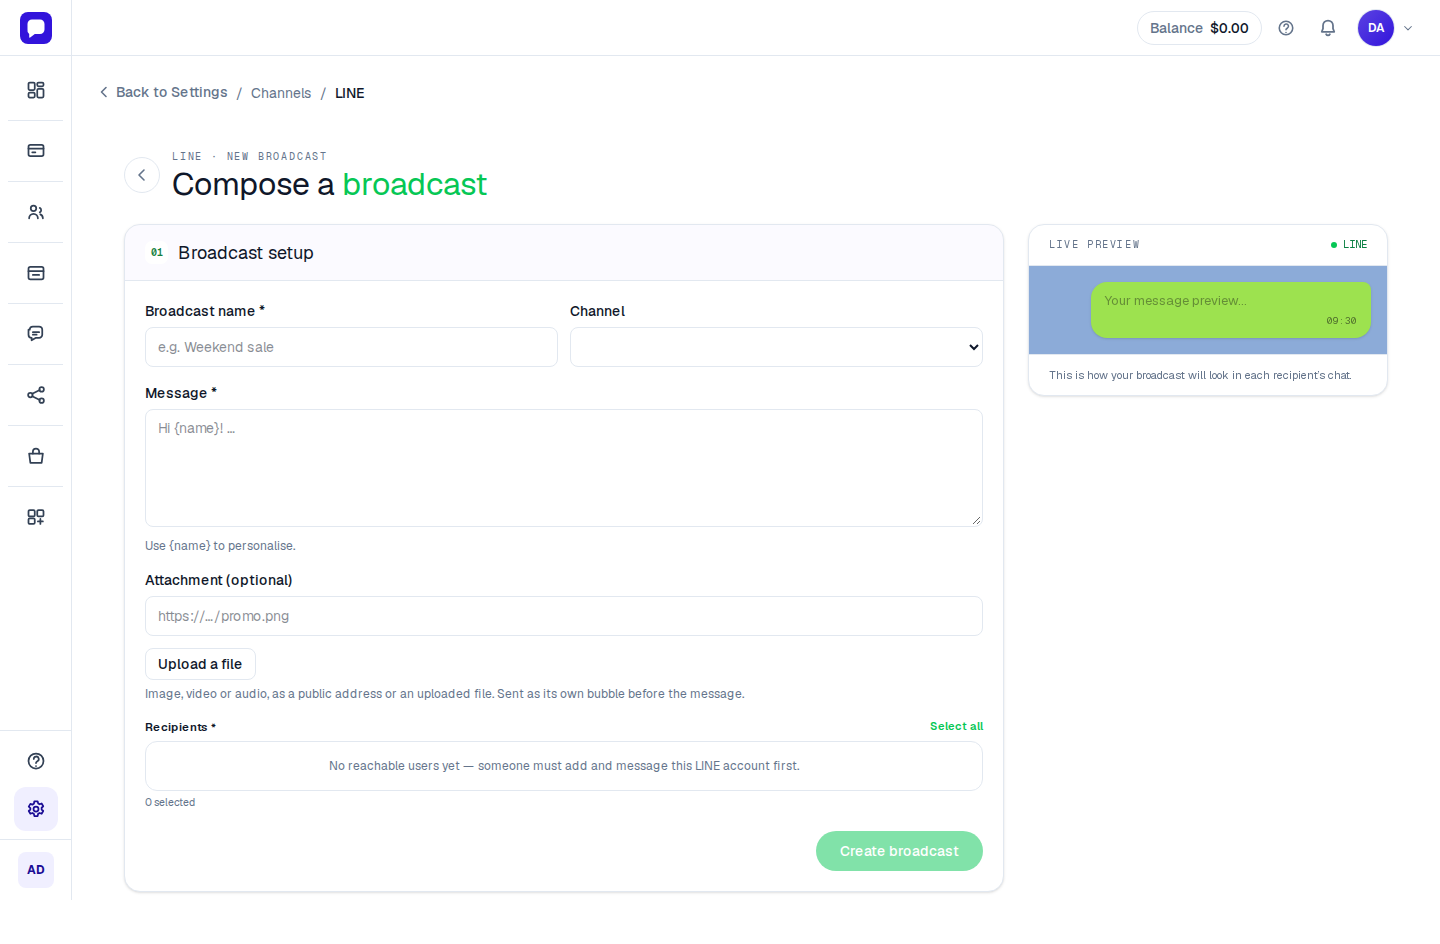 Balance $0.00
DA
Back to Settings / Channels / LINE
LINE · NEW BROADCAST
Compose a broadcast
01 Broadcast setup
Broadcast name *
e.g. Weekend sale
Channel
Message *
Hi {name}! ...
Use {name} to personalise.
Attachment (optional)
https://.../promo.png
Upload a file
Image, video or audio, as a public address or an uploaded file. Sent as its own bubble before the message.
Recipients *
Select all
No reachable users yet — someone must add and message this LINE account first.
0 selected
Create broadcast
LIVE PREVIEW
LINE
Your message preview...
09:30
This is how your broadcast will look in each recipient's chat.
AD